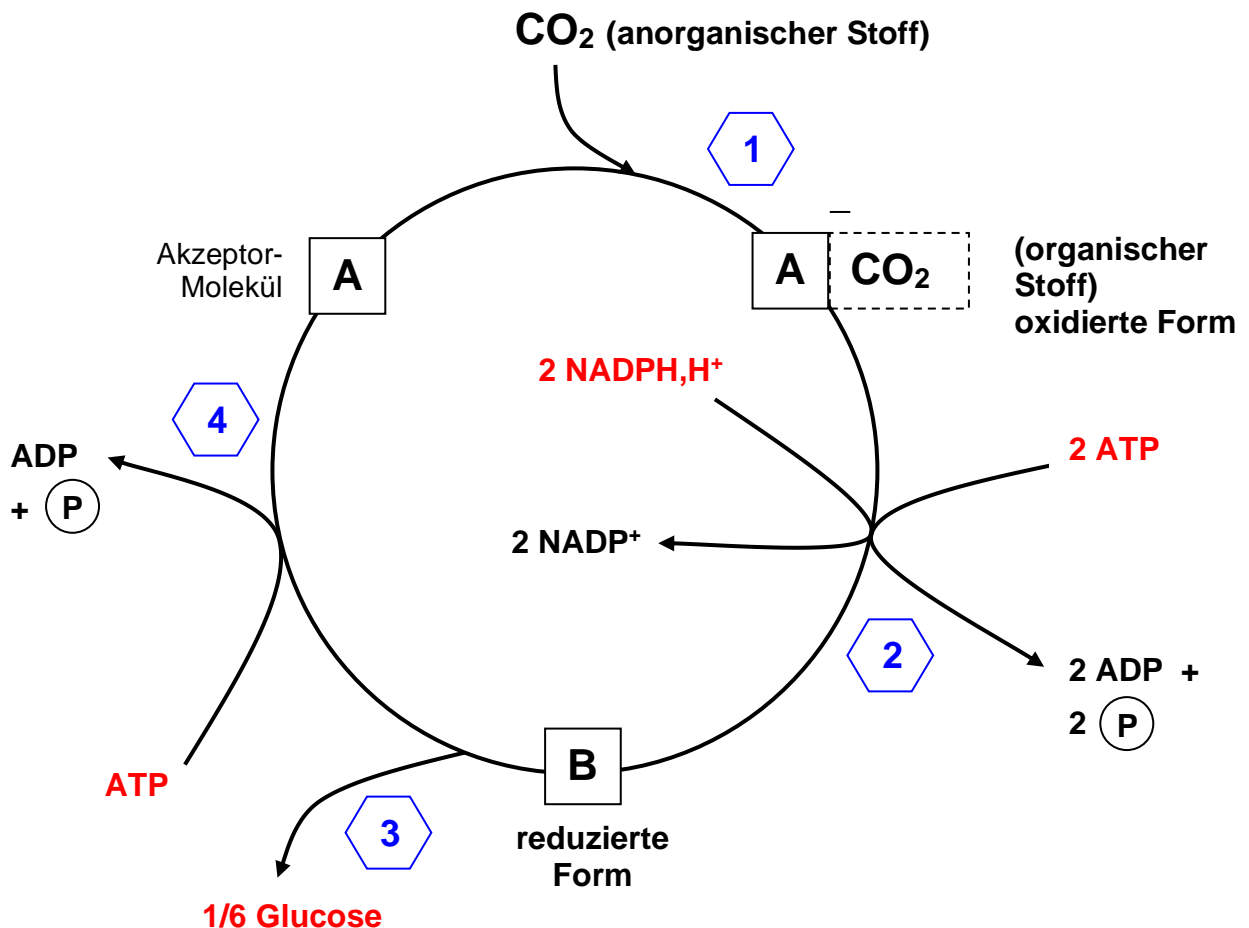 CO₂ (anorganischer Stoff)
1
Akzeptor-
Molekül
A
A CO₂
(organischer
Stoff)
oxidierte Form
2 NADPH,H⁺
4
ADP
+ P
2 ATP
2 NADP⁺
2
2 ADP +
2 P
ATP
B
3
reduzierte
Form
1/6 Glucose